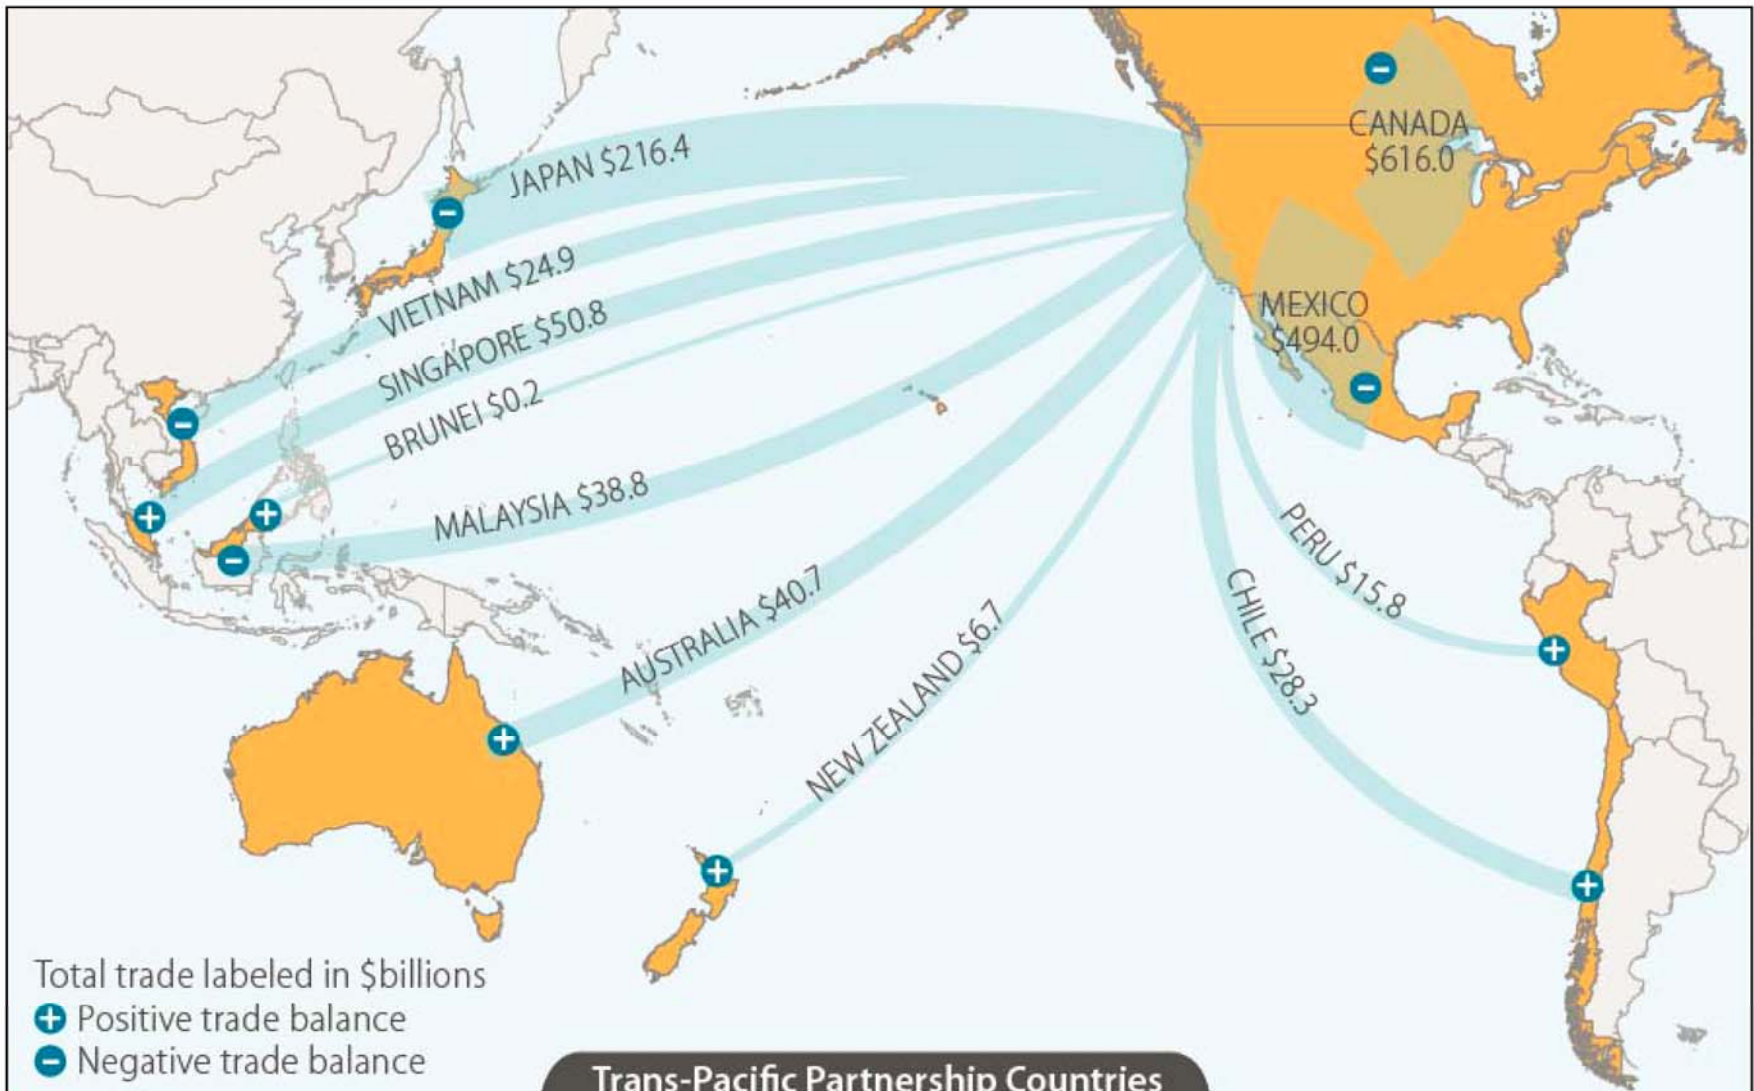 JAPAN $216.4
VIETNAM $24.9
SINGAPORE $50.8
BRUNEI $0.2
MALAYSIA $38.8
AUSTRALIA $40.7
NEW ZEALAND $6.7
CANADA
$616.0
MEXICO
$494.0
PERU $15.8
CHILE $28.3
Total trade labeled in $billions
+ Positive trade balance
− Negative trade balance
Trans-Pacific Partnership Countries